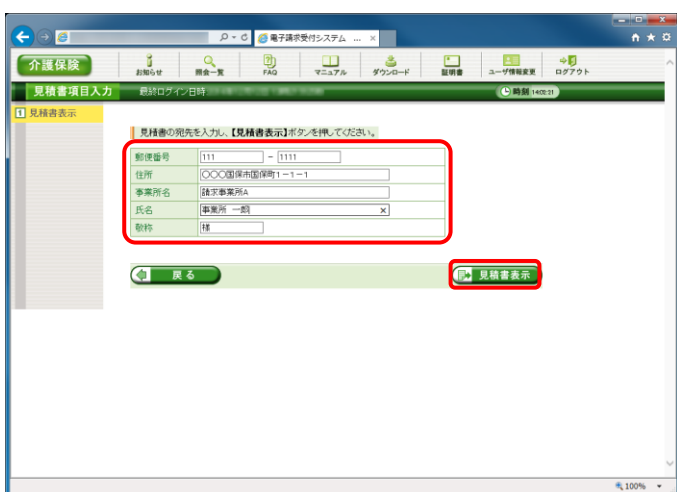 電子請求受付システム ...
介護保険
お知らせ
照会一覧
FAQ
マニュアル
ダウンロード
証明書
ユーザ情報変更
ログアウト
見積書項目入力
最終ログイン日時
時刻
1 見積書表示
見積書の宛先を入力し、【見積書表示】ボタンを押してください。
郵便番号 111 - 1111
住所 〇〇〇国保市国保町1-1-1
事業所名 請求事業所A
氏名 事業所 一郎
敬称 様
戻る
見積書表示
100%